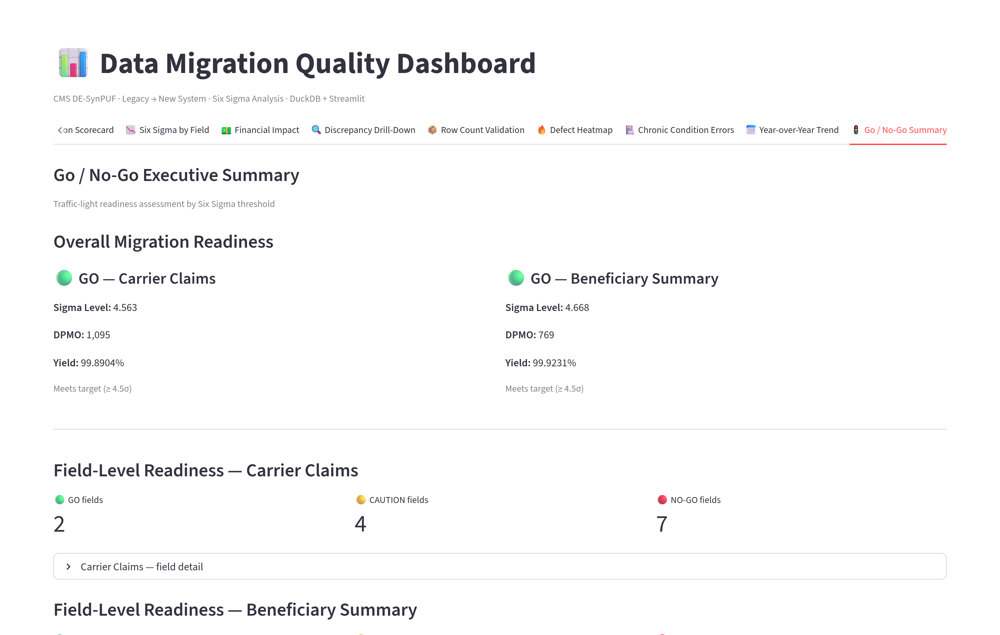 Data Migration Quality Dashboard
CMS DE-SynPUF · Legacy → New System · Six Sigma Analysis · DuckDB + Streamlit
on Scorecard Six Sigma by Field Financial Impact Discrepancy Drill-Down Row Count Validation Defect Heatmap Chronic Condition Errors Year-over-Year Trend Go / No-Go Summary
Go / No-Go Executive Summary
Traffic-light readiness assessment by Six Sigma threshold
Overall Migration Readiness
GO — Carrier Claims GO — Beneficiary Summary
Sigma Level: 4.563 Sigma Level: 4.668
DPMO: 1,095 DPMO: 769
Yield: 99.8904% Yield: 99.9231%
Meets target (≥ 4.5σ) Meets target (≥ 4.5σ)
Field-Level Readiness — Carrier Claims
GO fields CAUTION fields NO-GO fields
2 4 7
Carrier Claims — field detail
Field-Level Readiness — Beneficiary Summary